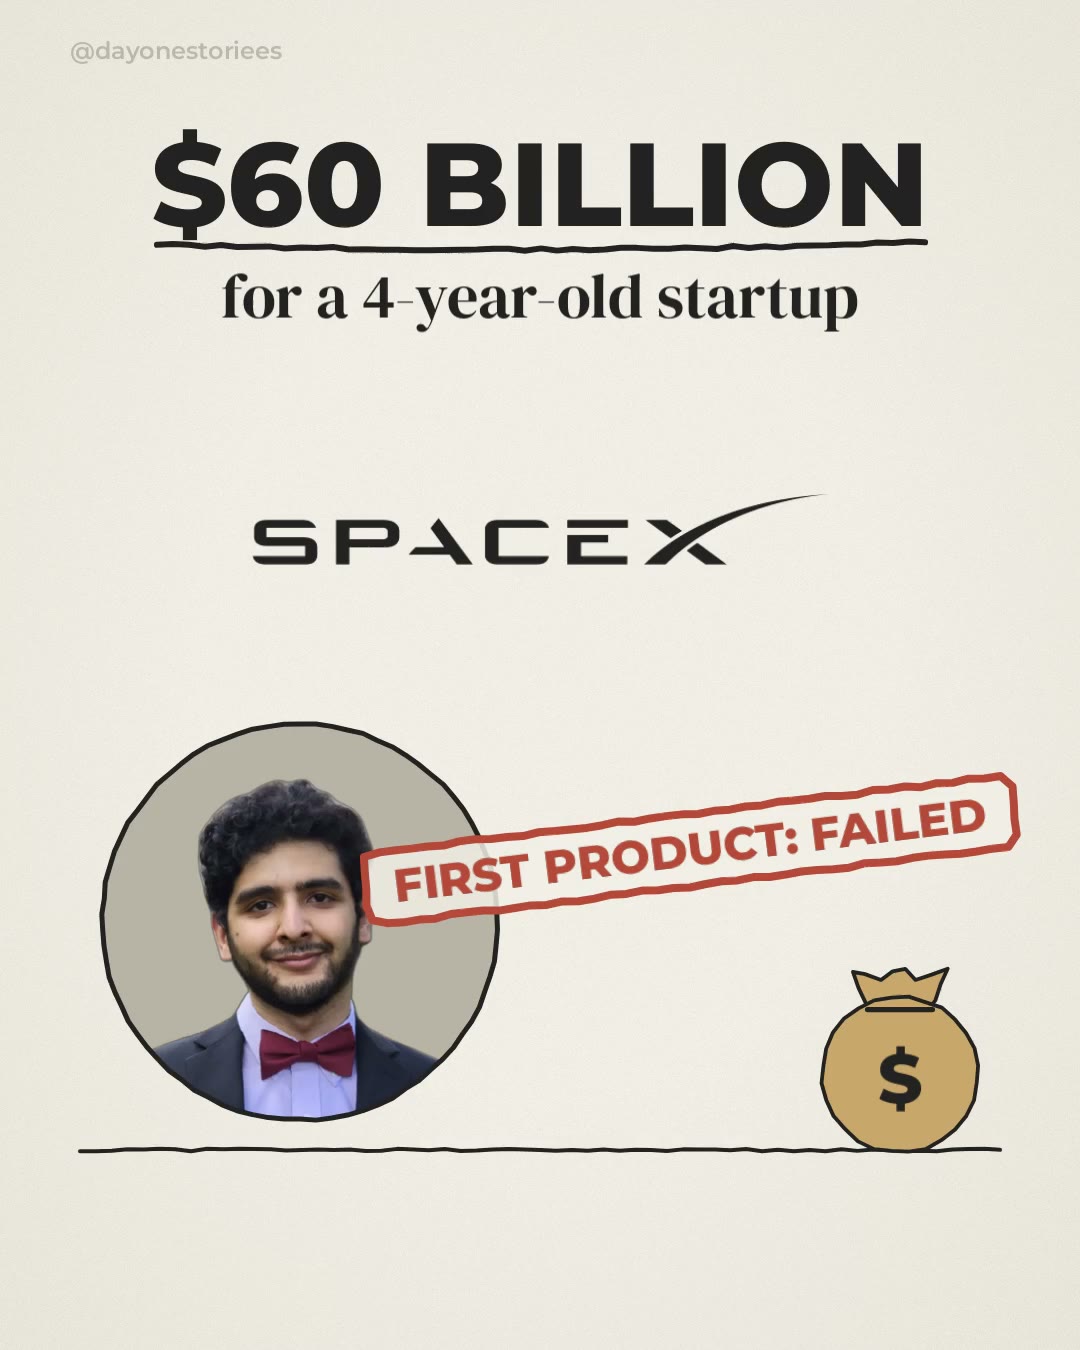 @dayonestoriees
$60 BILLION
for a 4-year-old startup
SPACEX
FIRST PRODUCT: FAILED
$